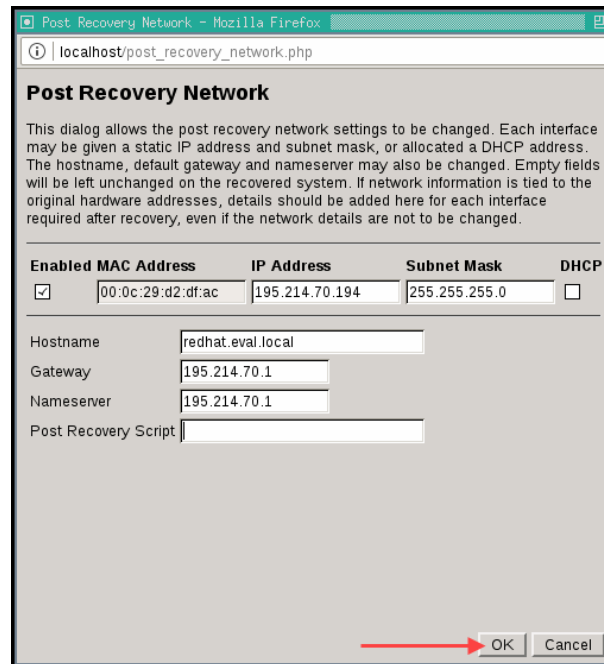 Post Recovery Network - Mozilla Firefox
localhost/post_recovery_network.php
Post Recovery Network
This dialog allows the post recovery network settings to be changed. Each interface
may be given a static IP address and subnet mask, or allocated a DHCP address.
The hostname, default gateway and nameserver may also be changed. Empty fields
will be left unchanged on the recovered system. If network information is tied to the
original hardware addresses, details should be added here for each interface
required after recovery, even if the network details are not to be changed.
Enabled MAC Address IP Address Subnet Mask DHCP
00:0c:29:d2:df:ac 195.214.70.194 255.255.255.0
Hostname redhat.eval.local
Gateway 195.214.70.1
Nameserver 195.214.70.1
Post Recovery Script
OK Cancel